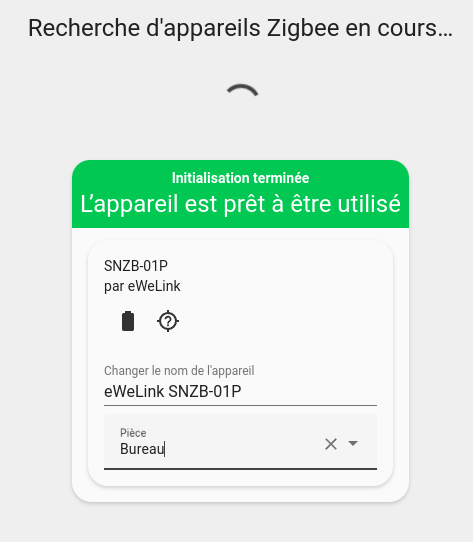 Recherche d'appareils Zigbee en cours…
Initialisation terminée
L’appareil est prêt à être utilisé
SNZB-01P
par eWeLink
Changer le nom de l'appareil
eWeLink SNZB-01P
Pièce
Bureau